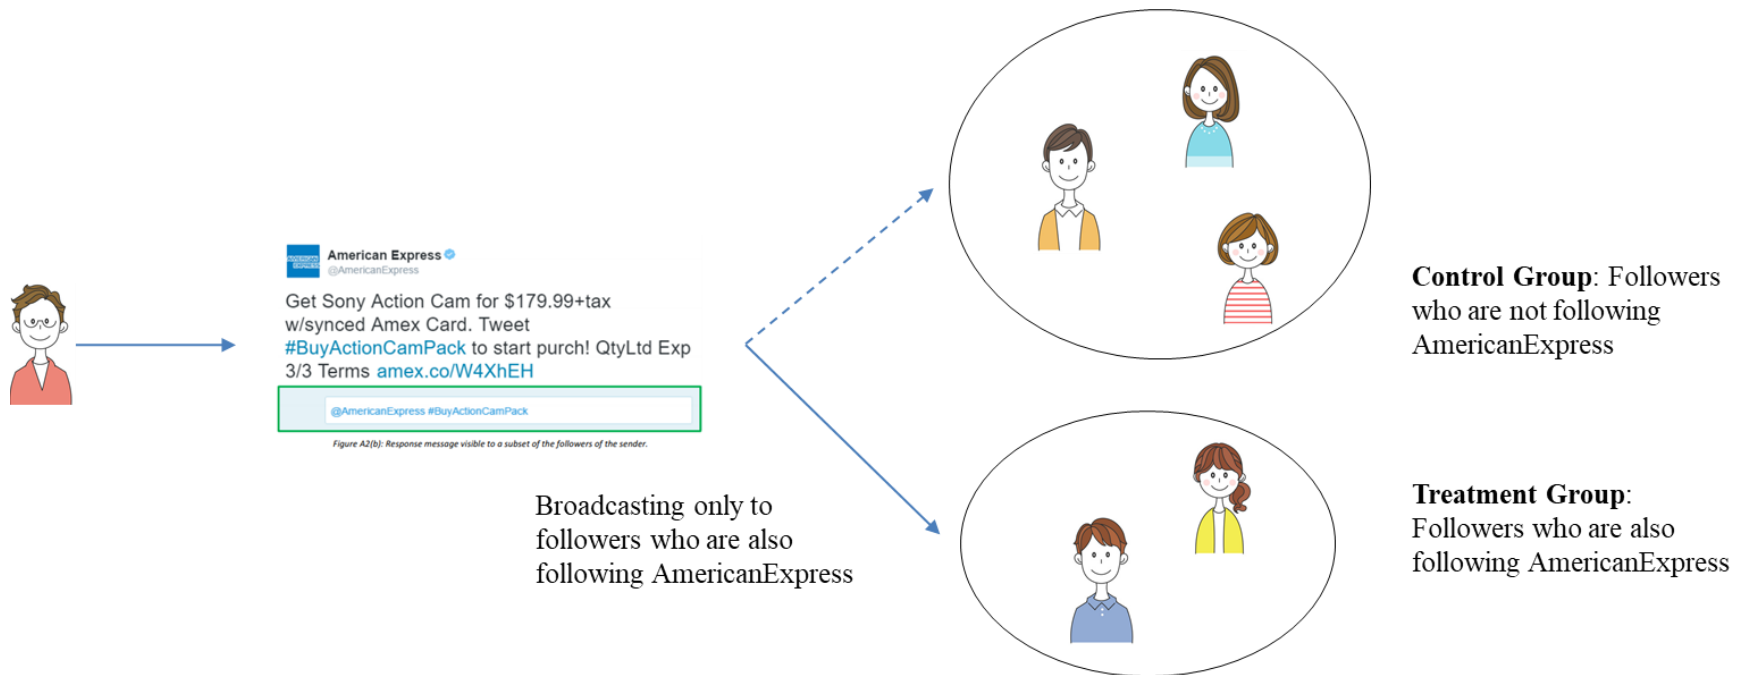 AMERICAN EXPRESS
American Express
@AmericanExpress
Get Sony Action Cam for $179.99+tax
w/synced Amex Card. Tweet
#BuyActionCamPack to start purch! QtyLtd Exp
3/3 Terms amex.co/W4XhEH
@AmericanExpress #BuyActionCamPack
Figure A2(b): Response message visible to a subset of the followers of the sender.
Broadcasting only to
followers who are also
following AmericanExpress
Control Group: Followers
who are not following
AmericanExpress
Treatment Group:
Followers who are also
following AmericanExpress